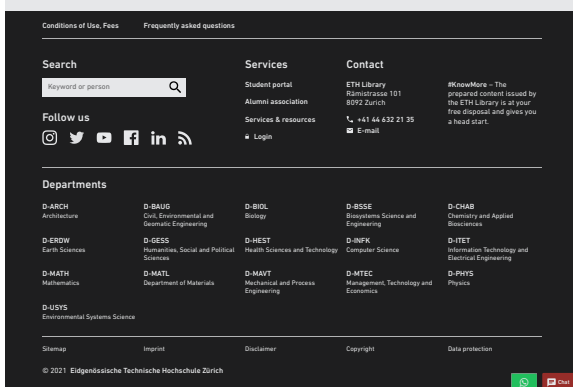 Conditions of Use, Fees
Frequently asked questions
Search
Keyword or person
Follow us
Services
Student portal
Alumni association
Services & resources
Login
Contact
ETH Library
Rämistrasse 101
8092 Zurich
+41 44 632 21 35
E-mail
#KnowMore – The
prepared content issued by
the ETH Library is at your
free disposal and gives you
a head start.
Departments
D-ARCH
Architecture
D-BAUG
Civil, Environmental and
Geomatic Engineering
D-BIOL
Biology
D-BSSE
Biosystems Science and
Engineering
D-CHAB
Chemistry and Applied
Biosciences
D-ERDW
Earth Sciences
D-GESS
Humanities, Social and Political
Sciences
D-HEST
Health Sciences and Technology
D-INFK
Computer Science
D-ITET
Information Technology and
Electrical Engineering
D-MATH
Mathematics
D-MATL
Department of Materials
D-MAVT
Mechanical and Process
Engineering
D-MTEC
Management, Technology and
Economics
D-PHYS
Physics
D-USYS
Environmental Systems Science
Sitemap
Imprint
Disclaimer
Copyright
Data protection
© 2021 Eidgenössische Technische Hochschule Zürich
Chat